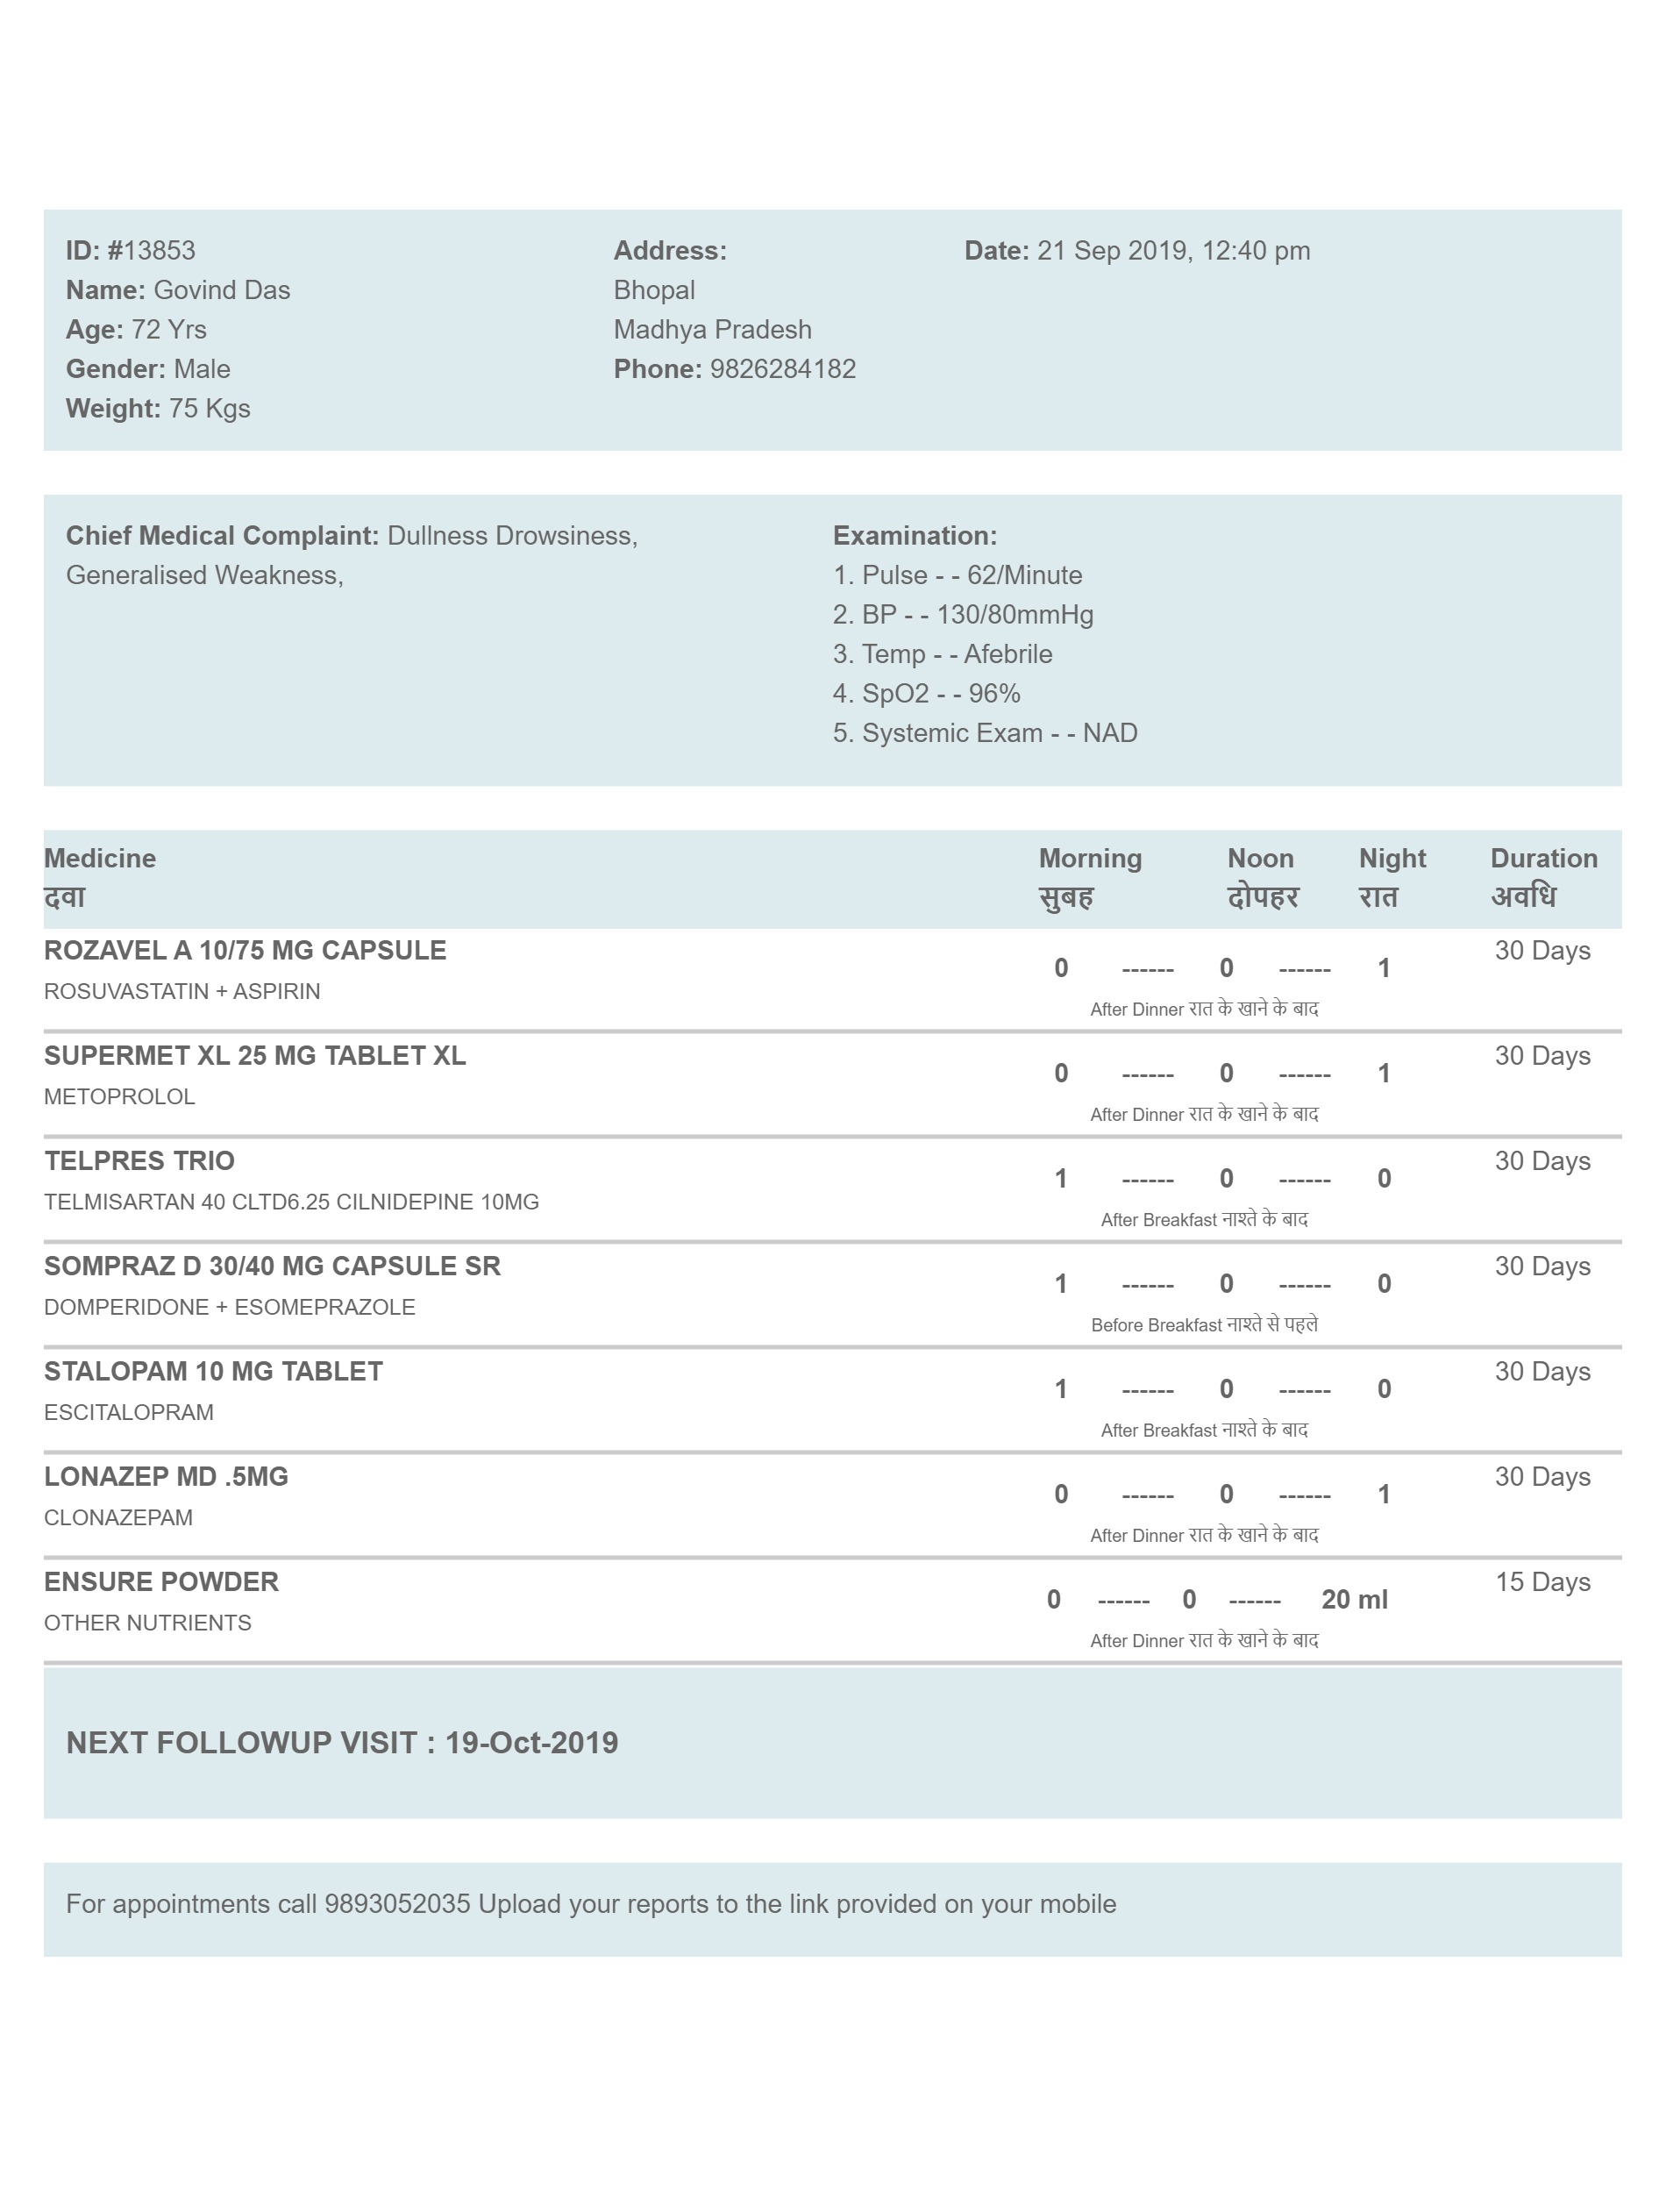 ID: #13853
Name: Govind Das
Age: 72 Yrs
Gender: Male
Weight: 75 Kgs
Address:
Bhopal
Madhya Pradesh
Phone: 9826284182
Date: 21 Sep 2019, 12:40 pm
Chief Medical Complaint: Dullness Drowsiness,
Generalised Weakness,
Examination:
1. Pulse - - 62/Minute
2. BP - - 130/80mmHg
3. Temp - - Afebrile
4. SpO2 - - 96%
5. Systemic Exam - - NAD
Medicine Morning Noon Night Duration
दवा सुबह दोपहर रात अवधि
ROZAVEL A 10/75 MG CAPSULE 0 ------ 0 ------ 1 30 Days
ROSUVASTATIN + ASPIRIN After Dinner रात के खाने के बाद
SUPERMET XL 25 MG TABLET XL 0 ------ 0 ------ 1 30 Days
METOPROLOL After Dinner रात के खाने के बाद
TELPRES TRIO 1 ------ 0 ------ 0 30 Days
TELMISARTAN 40 CLTD6.25 CILNIDEPINE 10MG After Breakfast नाश्ते के बाद
SOMPRAZ D 30/40 MG CAPSULE SR 1 ------ 0 ------ 0 30 Days
DOMPERIDONE + ESOMEPRAZOLE Before Breakfast नाश्ते से पहले
STALOPAM 10 MG TABLET 1 ------ 0 ------ 0 30 Days
ESCITALOPRAM After Breakfast नाश्ते के बाद
LONAZEP MD .5MG 0 ------ 0 ------ 1 30 Days
CLONAZEPAM After Dinner रात के खाने के बाद
ENSURE POWDER 0 ------ 0 ------ 20 ml 15 Days
OTHER NUTRIENTS After Dinner रात के खाने के बाद
NEXT FOLLOWUP VISIT : 19-Oct-2019
For appointments call 9893052035 Upload your reports to the link provided on your mobile